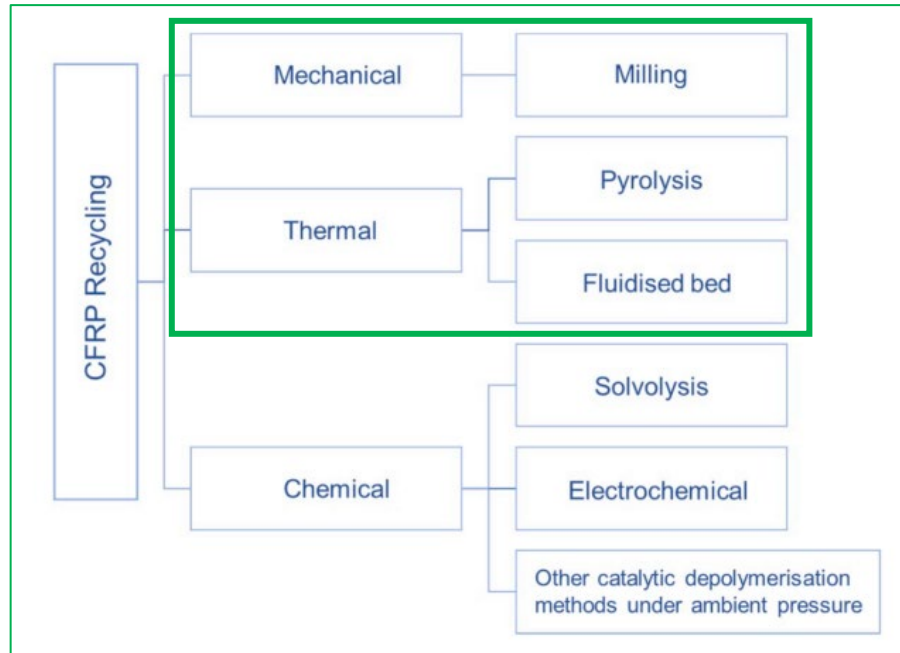 CFRP Recycling
Mechanical
Milling
Thermal
Pyrolysis
Fluidised bed
Chemical
Solvolysis
Electrochemical
Other catalytic depolymerisation
methods under ambient pressure